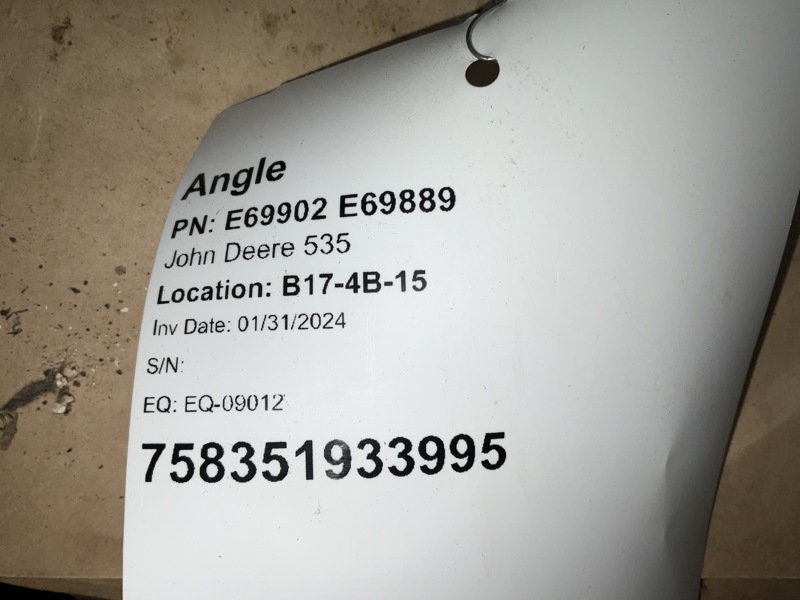 Angle
PN: E69902 E69889
John Deere 535
Location: B17-4B-15
Inv Date: 01/31/2024
S/N:
EQ: EQ-09012
758351933995